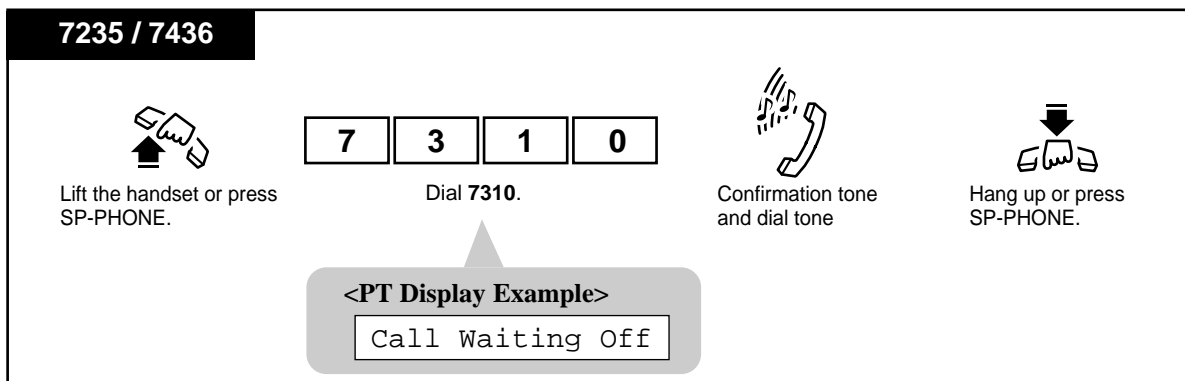 7235 / 7436
7 3 1 0
Lift the handset or press
SP-PHONE.
Dial 7310.
Confirmation tone
and dial tone
Hang up or press
SP-PHONE.
<PT Display Example>
Call Waiting Off